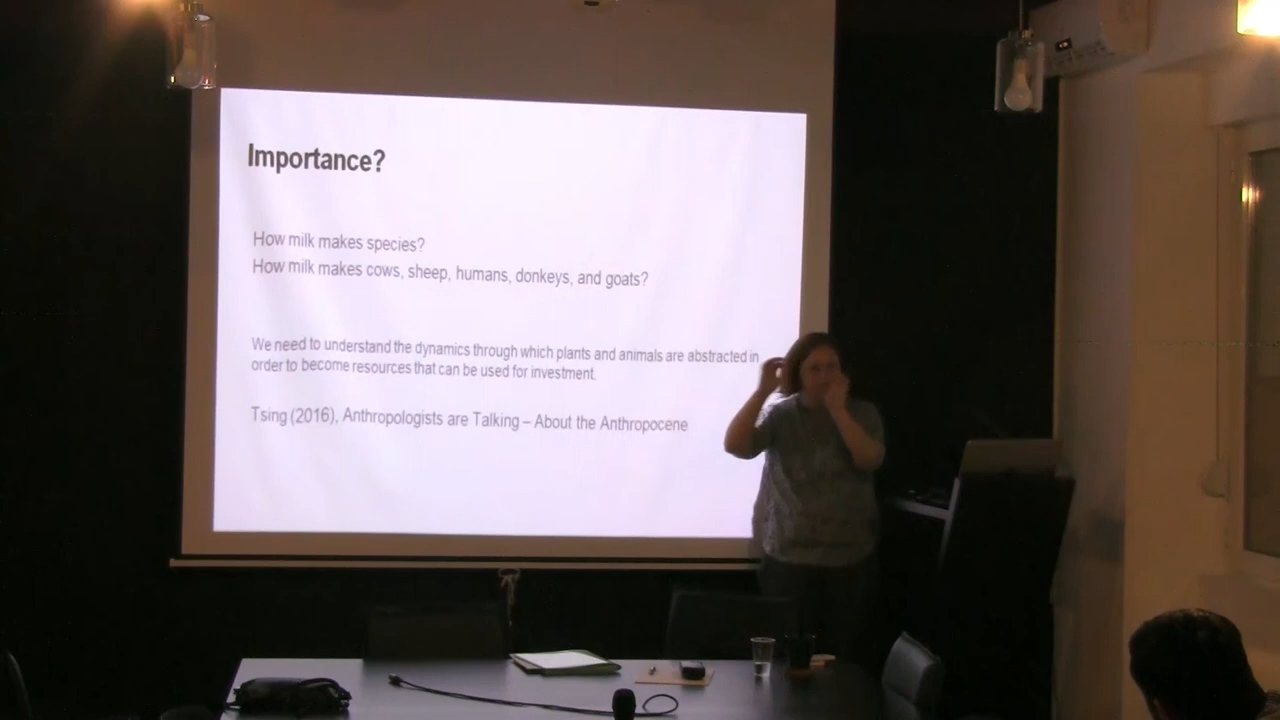 Importance?
How milk makes species?
How milk makes cows, sheep, humans, donkeys, and goats?
We need to understand the dynamics through which plants and animals are abstracted in
order to become resources that can be used for investment.
Tsing (2016), Anthropologists are Talking – About the Anthropocene